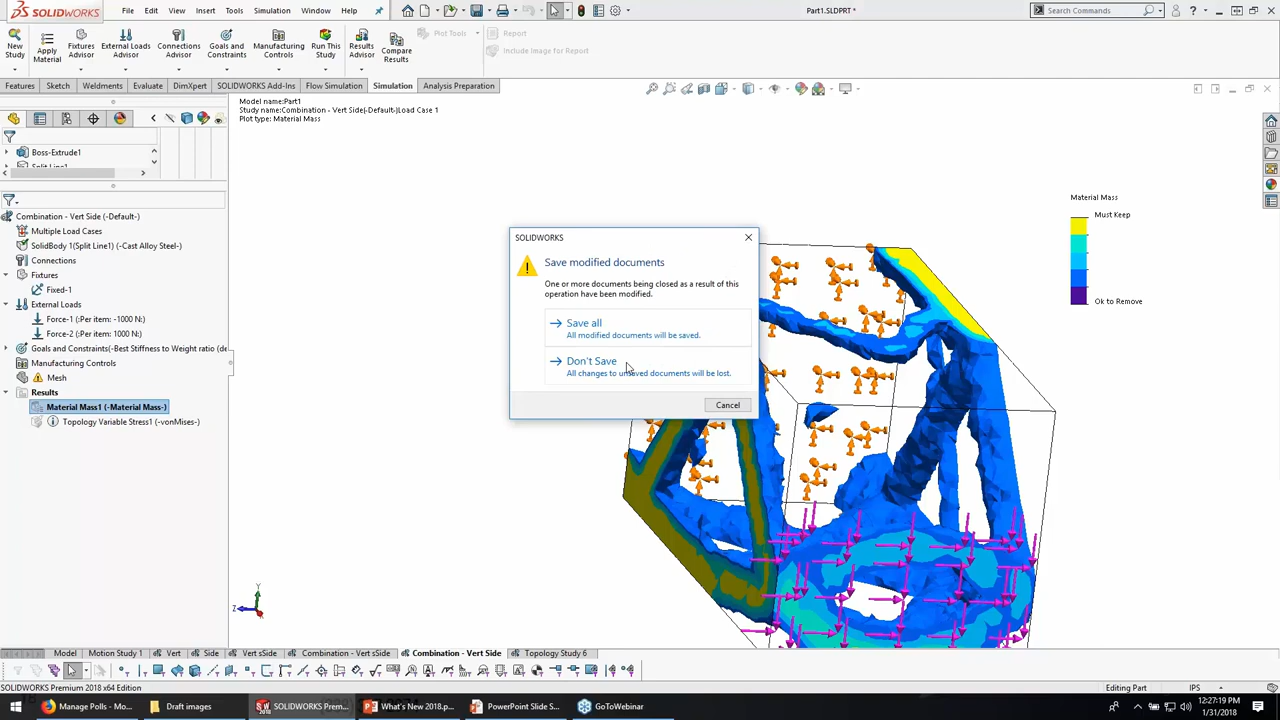 SOLIDWORKS
File Edit View Insert Tools Simulation Window Help
Part1.SLDPRT *
Search Commands
New Study
Apply Material
Fixtures Advisor
External Loads Advisor
Connections Advisor
Goals and Constraints
Manufacturing Controls
Run This Study
Results Advisor
Compare Results
Plot Tools
Report
Include Image for Report
Features Sketch Weldments Evaluate DimXpert SOLIDWORKS Add-Ins Flow Simulation Simulation Analysis Preparation
Model name:Part1
Study name:Combination - Vert Side(-Default-)Load Case 1
Plot type: Material Mass
Boss-Extrude1
Split Line1
Combination - Vert Side (-Default-)
Multiple Load Cases
SolidBody 1(Split Line1) (-Cast Alloy Steel-)
Connections
Fixtures
Fixed-1
External Loads
Force-1 (:Per item: -1000 N:)
Force-2 (:Per item: 1000 N:)
Goals and Constraints(-Best Stiffness to Weight ratio (de
Manufacturing Controls
Mesh
Results
Material Mass1 (-Material Mass-)
Topology Variable Stress1 (-vonMises-)
SOLIDWORKS
Save modified documents
One or more documents being closed as a result of this
operation have been modified.
Save all
All modified documents will be saved.
Don't Save
All changes to unsaved documents will be lost.
Cancel
Material Mass
Must Keep
Ok to Remove
Y
Z
Model Motion Study 1 Vert Side Vert sSide Combination - Vert sSide Combination - Vert Side Topology Study 6
SOLIDWORKS Premium 2018 x64 Edition
Editing Part
IPS
Manage Polls - Mo...
Draft images
SOLIDWORKS Prem...
What's New 2018.p...
PowerPoint Slide S...
GoToWebinar
12:27:19 PM
1/31/2018